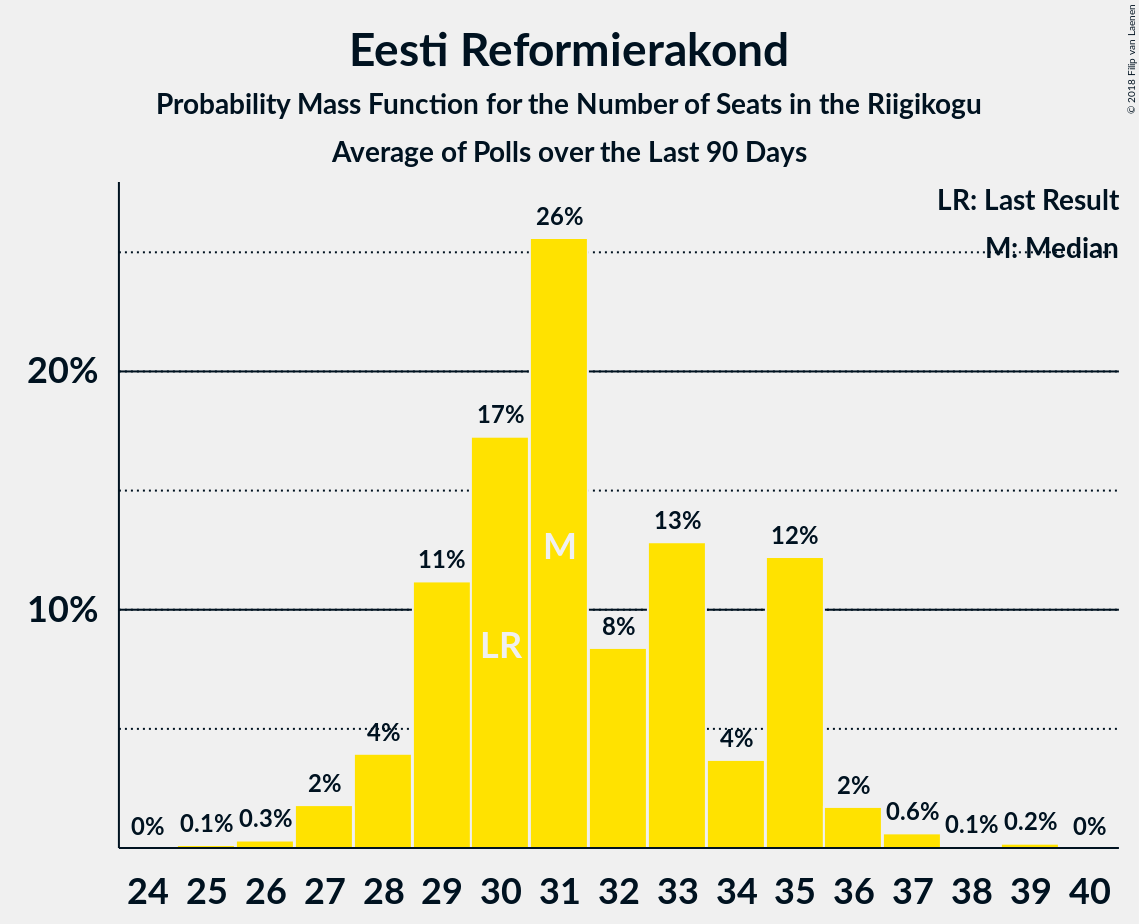 Eesti Reformierakond
Probability Mass Function for the Number of Seats in the Riigikogu
Average of Polls over the Last 90 Days
© 2018 Filip van Laenen
LR: Last Result
M: Median
26%
20%
17%
13%
12%
11%
M
10%
8%
LR
4%
4%
2%
2%
0%
0.1%
0.3%
0.6%
0.1%
0.2%
0%
24 25 26 27 28 29 30 31 32 33 34 35 36 37 38 39 40